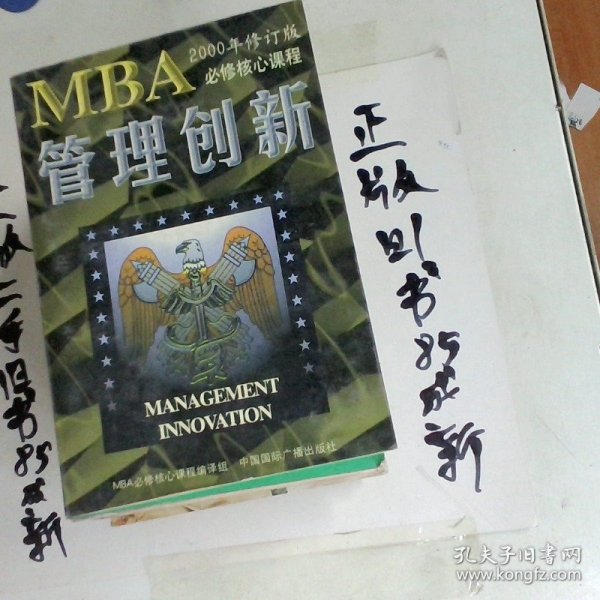 MBA
2000年修订版
必修核心课程
管理创新
MANAGEMENT
INNOVATION
MBA必修核心课程编译组 中国国际广播出版社
正版旧书85成新
版二手旧书85成新
孔夫子旧书网
www.kongfz.com